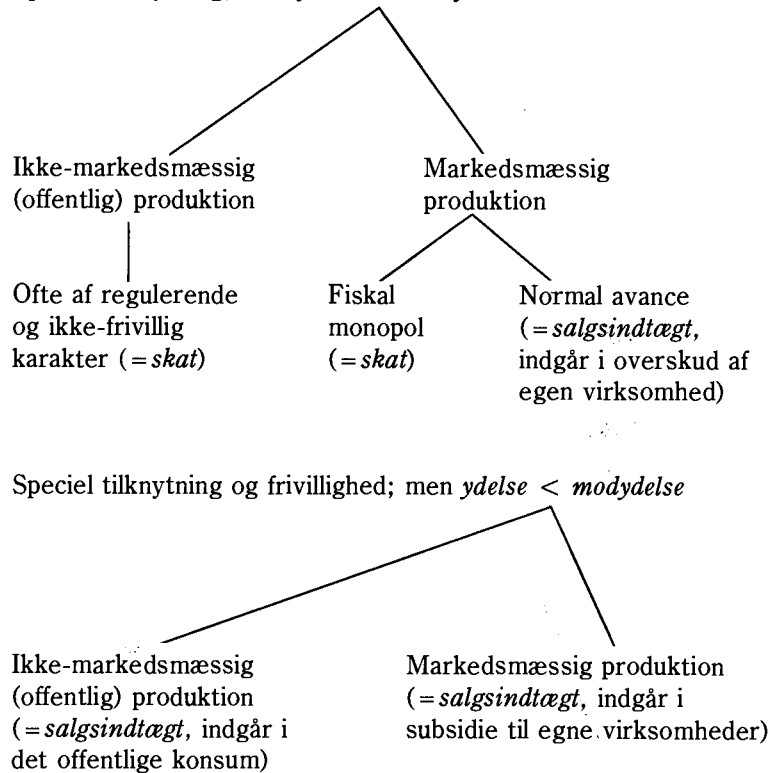 Ikke-markedsmæssig
(offentlig) produktion
Markedsmæssig
produktion
Ofte af regulerende
og ikke-frivillig
karakter (=skat)
Fiskal
monopol
(=skat)
Normal avance
(=salgsindtægt,
indgår i overskud af
egen virksomhed)
Speciel tilknytning og frivillighed; men ydelse < modydelse
Ikke-markedsmæssig
(offentlig) produktion
(=salgsindtægt, indgår i
det offentlige konsum)
Markedsmæssig produktion
(=salgsindtægt, indgår i
subsidie til egne virksomheder)